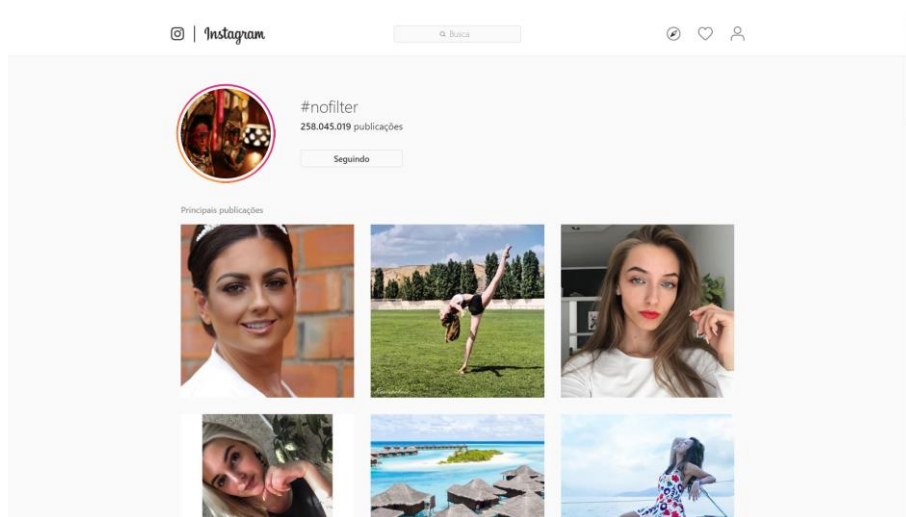 Instagram
Busca
#nofilter
258.045.019 publicações
Seguindo
Principais publicações